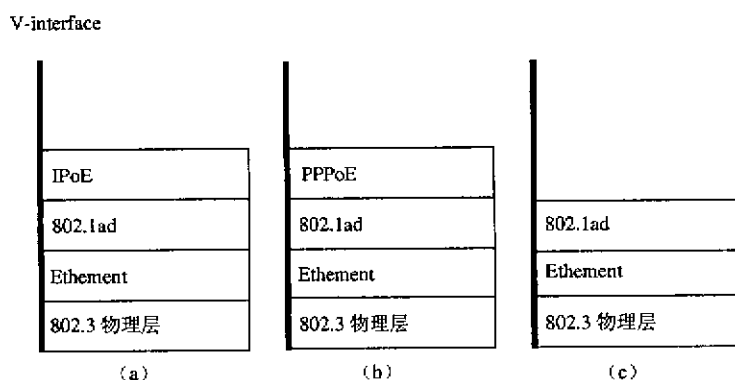 V-interface
IPoE
802.1ad
Ethement
802.3 物理层
(a)
PPPoE
802.1ad
Ethement
802.3 物理层
(b)
802.1ad
Ethement
802.3 物理层
(c)